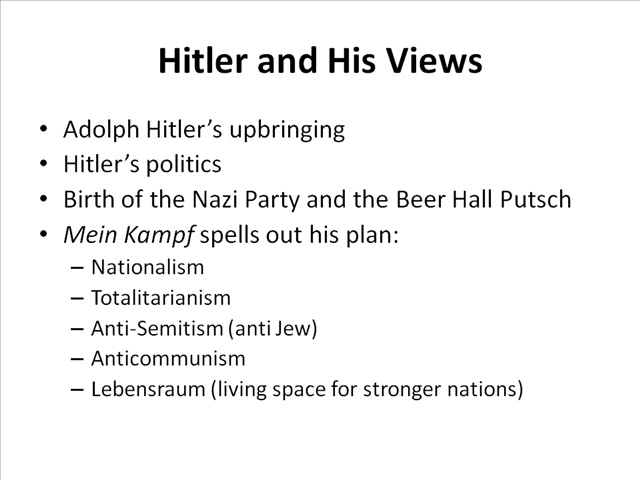 Hitler and His Views
• Adolph Hitler’s upbringing
• Hitler’s politics
• Birth of the Nazi Party and the Beer Hall Putsch
• Mein Kampf spells out his plan:
– Nationalism
– Totalitarianism
– Anti-Semitism (anti Jew)
– Anticommunism
– Lebensraum (living space for stronger nations)